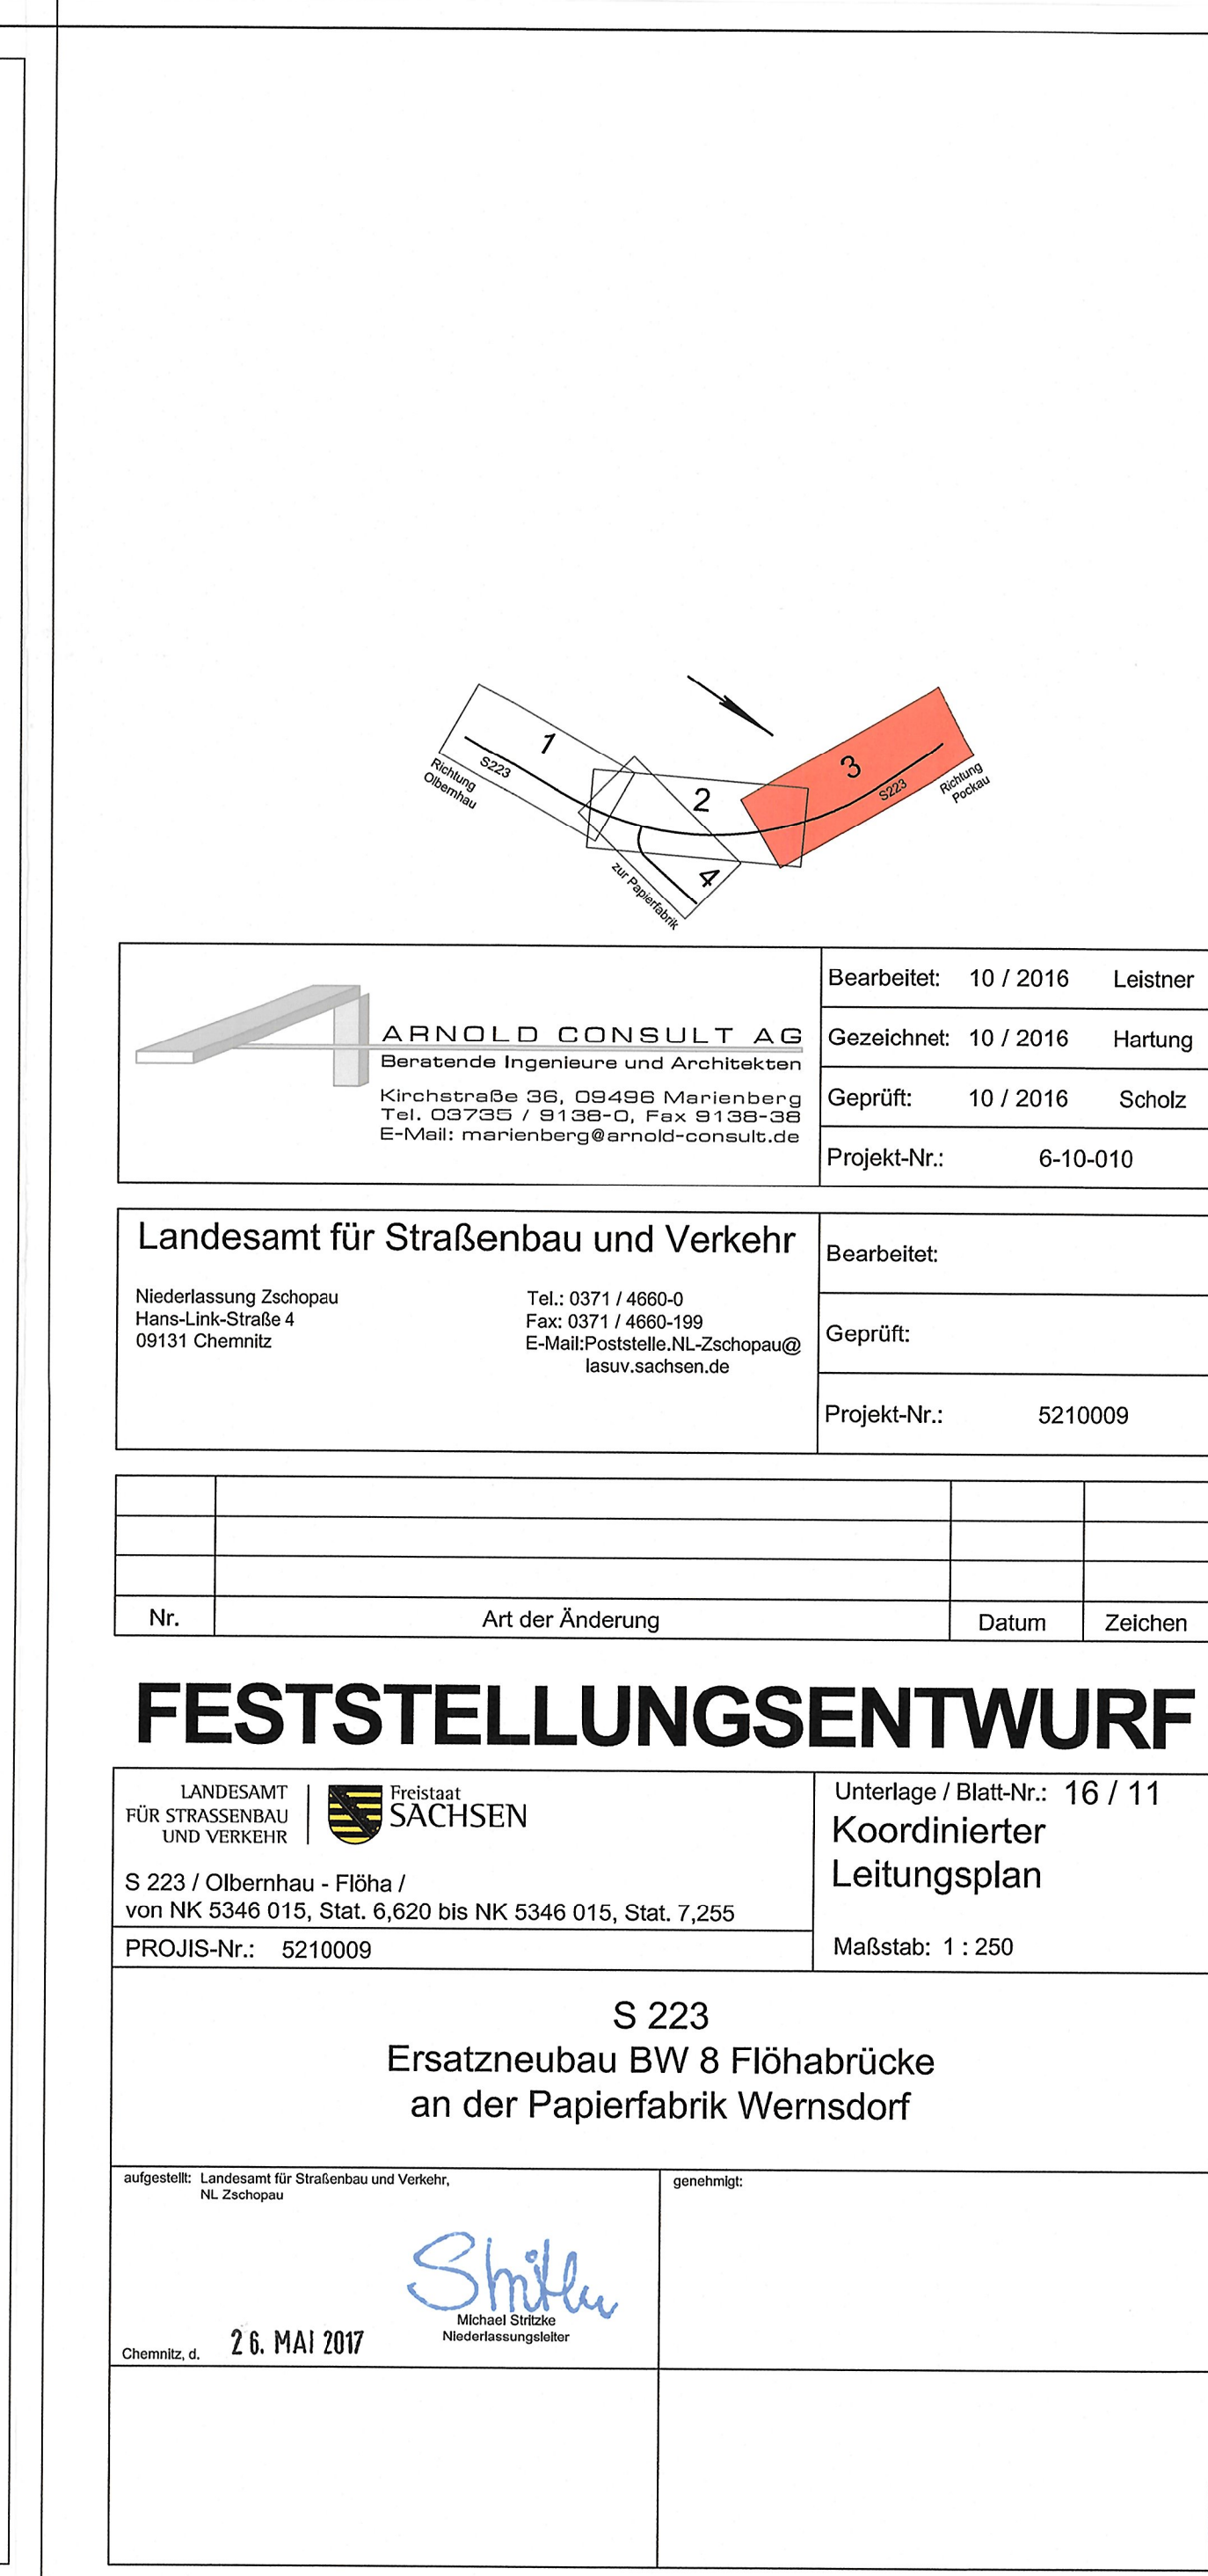 1
S223
Richtung
Olbernhau
2
3
S223
Richtung
Pockau
4
zur Papierfabrik
ARNOLD CONSULT AG
Beratende Ingenieure und Architekten
Kirchstraße 36, 09496 Marienberg
Tel. 03735 / 9138-0, Fax 9138-38
E-Mail: marienberg@arnold-consult.de
Bearbeitet: 10 / 2016 Leistner
Gezeichnet: 10 / 2016 Hartung
Geprüft: 10 / 2016 Scholz
Projekt-Nr.: 6-10-010
Landesamt für Straßenbau und Verkehr
Niederlassung Zschopau
Hans-Link-Straße 4
09131 Chemnitz
Tel.: 0371 / 4660-0
Fax: 0371 / 4660-199
E-Mail:Poststelle.NL-Zschopau@
lasuv.sachsen.de
Bearbeitet:
Geprüft:
Projekt-Nr.: 5210009
Nr. Art der Änderung Datum Zeichen
FESTSTELLUNGSENTWURF
LANDESAMT
FÜR STRASSENBAU
UND VERKEHR
Freistaat
SACHSEN
S 223 / Olbernhau - Flöha /
von NK 5346 015, Stat. 6,620 bis NK 5346 015, Stat. 7,255
PROJIS-Nr.: 5210009
Unterlage / Blatt-Nr.: 16 / 11
Koordinierter
Leitungsplan
Maßstab: 1 : 250
S 223
Ersatzneubau BW 8 Flöhabrücke
an der Papierfabrik Wernsdorf
aufgestellt: Landesamt für Straßenbau und Verkehr,
NL Zschopau
Michael Stritzke
Niederlassungsleiter
Chemnitz, d. 26. MAI 2017
genehmigt: